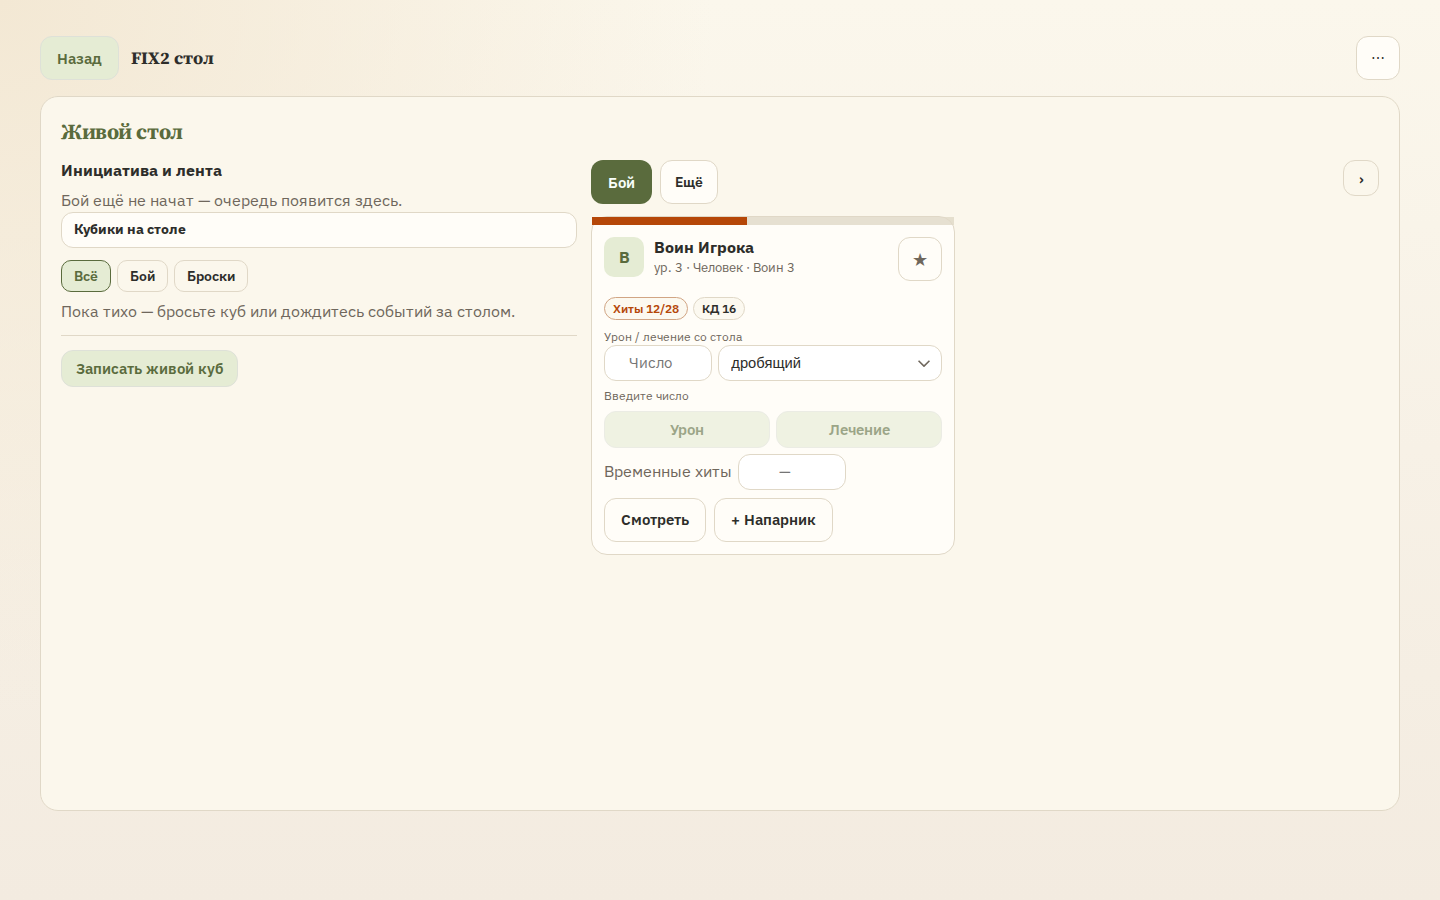 Назад
FIX2 стол
...
Живой стол
Инициатива и лента
Бой ещё не начат — очередь появится здесь.
Кубики на столе
Всё
Бой
Броски
Пока тихо — бросьте куб или дождитесь событий за столом.
Записать живой куб
Бой
Ещё
›
В
Воин Игрока
ур. 3 · Человек · Воин 3
★
Хиты 12/28
КД 16
Урон / лечение со стола
Число
дробящий
Введите число
Урон
Лечение
Временные хиты
—
Смотреть
+ Напарник